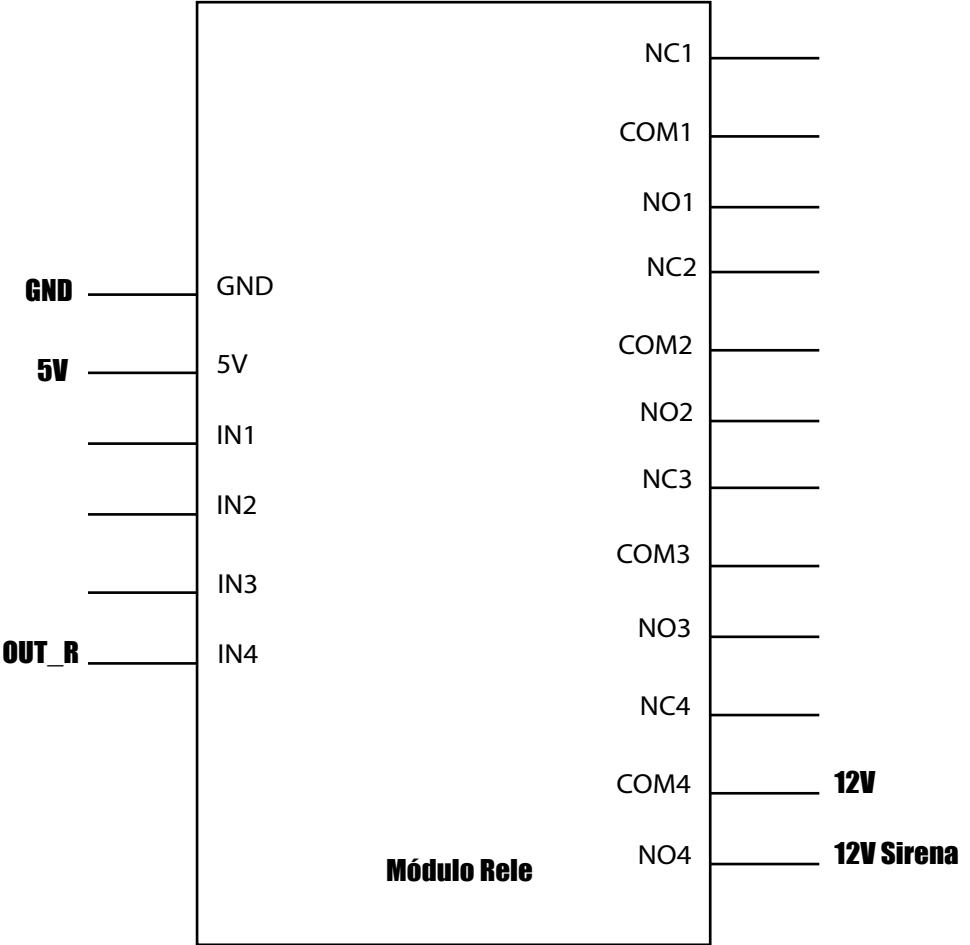 NC1
COM1
NO1
NC2
GND GND
COM2
5V 5V
NO2
IN1
NC3
IN2
COM3
IN3
NO3
OUT_R IN4
NC4
COM4 12V
NO4 12V Sirena
Módulo Rele